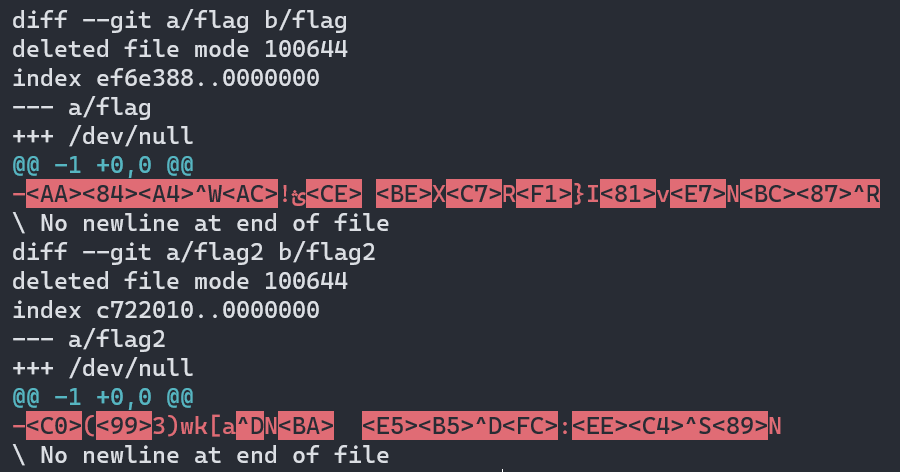 diff --git a/flag b/flag
deleted file mode 100644
index ef6e388..0000000
--- a/flag
+++ /dev/null
@@ -1 +0,0 @@
-<AA><84><A4>^W<AC>!ئ<CE> <BE>X<C7>R<F1>}I<81>v<E7>N<BC><87>^R
\ No newline at end of file
diff --git a/flag2 b/flag2
deleted file mode 100644
index c722010..0000000
--- a/flag2
+++ /dev/null
@@ -1 +0,0 @@
-<C0>(<99>3)wk[a^DN<BA>  <E5><B5>^D<FC>:<EE><C4>^S<89>N
\ No newline at end of file